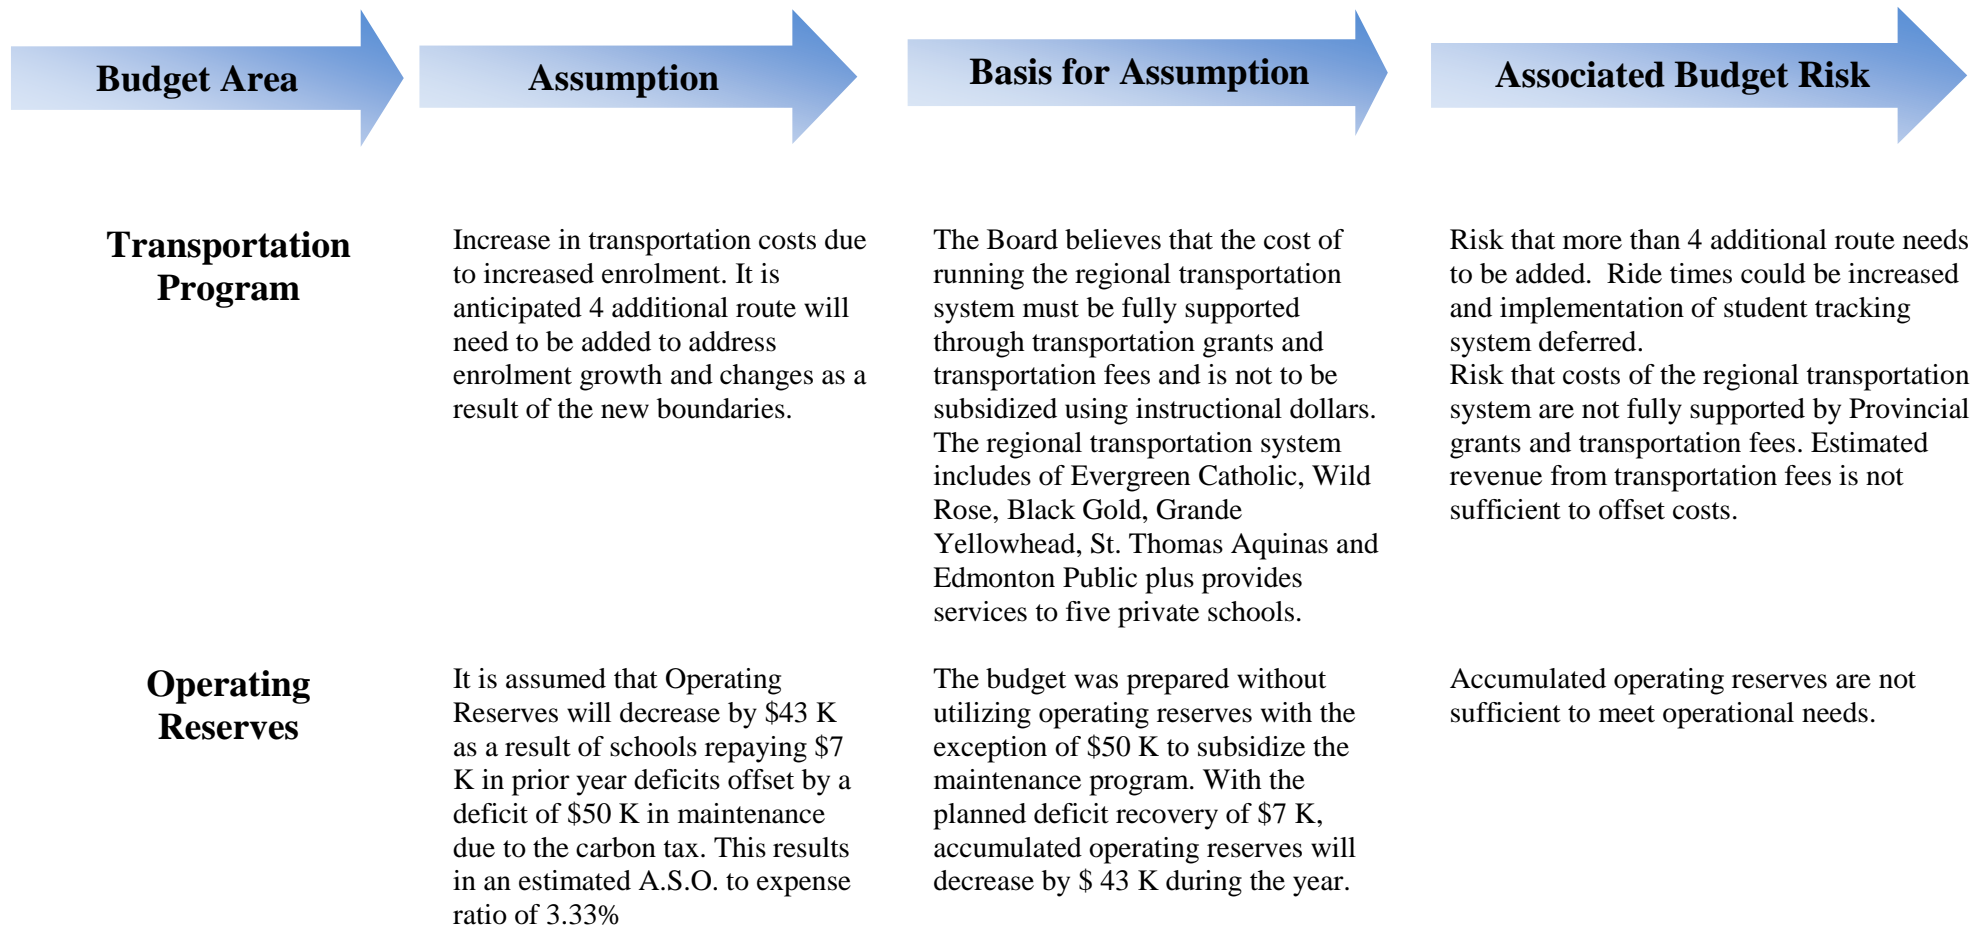 Budget Area
Assumption
Basis for Assumption
Associated Budget Risk
Transportation
Program
Increase in transportation costs due
to increased enrolment. It is
anticipated 4 additional route will
need to be added to address
enrolment growth and changes as a
result of the new boundaries.
The Board believes that the cost of
running the regional transportation
system must be fully supported
through transportation grants and
transportation fees and is not to be
subsidized using instructional dollars.
The regional transportation system
includes of Evergreen Catholic, Wild
Rose, Black Gold, Grande
Yellowhead, St. Thomas Aquinas and
Edmonton Public plus provides
services to five private schools.
Risk that more than 4 additional route needs
to be added.  Ride times could be increased
and implementation of student tracking
system deferred.
Risk that costs of the regional transportation
system are not fully supported by Provincial
grants and transportation fees. Estimated
revenue from transportation fees is not
sufficient to offset costs.
Operating
Reserves
It is assumed that Operating
Reserves will decrease by $43 K
as a result of schools repaying $7
K in prior year deficits offset by a
deficit of $50 K in maintenance
due to the carbon tax. This results
in an estimated A.S.O. to expense
ratio of 3.33%
The budget was prepared without
utilizing operating reserves with the
exception of $50 K to subsidize the
maintenance program. With the
planned deficit recovery of $7 K,
accumulated operating reserves will
decrease by $ 43 K during the year.
Accumulated operating reserves are not
sufficient to meet operational needs.